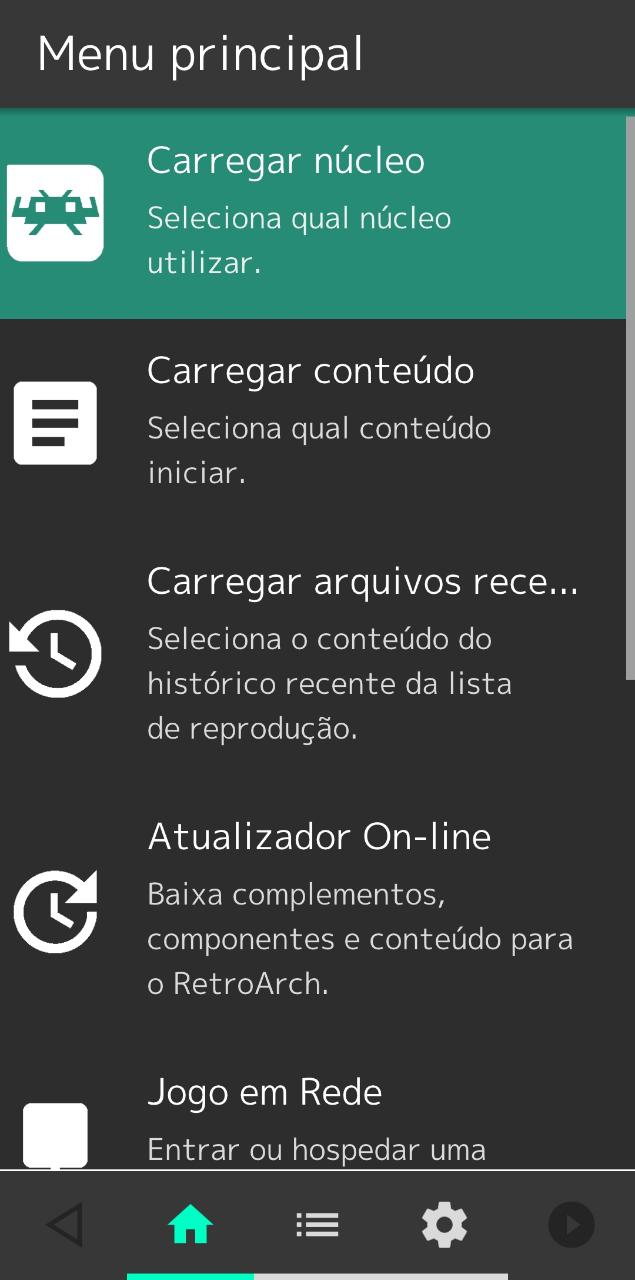 Menu principal
Carregar núcleo
Seleciona qual núcleo
utilizar.
Carregar conteúdo
Seleciona qual conteúdo
iniciar.
Carregar arquivos rece...
Seleciona o conteúdo do
histórico recente da lista
de reprodução.
Atualizador On-line
Baixa complementos,
componentes e conteúdo para
o RetroArch.
Jogo em Rede
Entrar ou hospedar uma